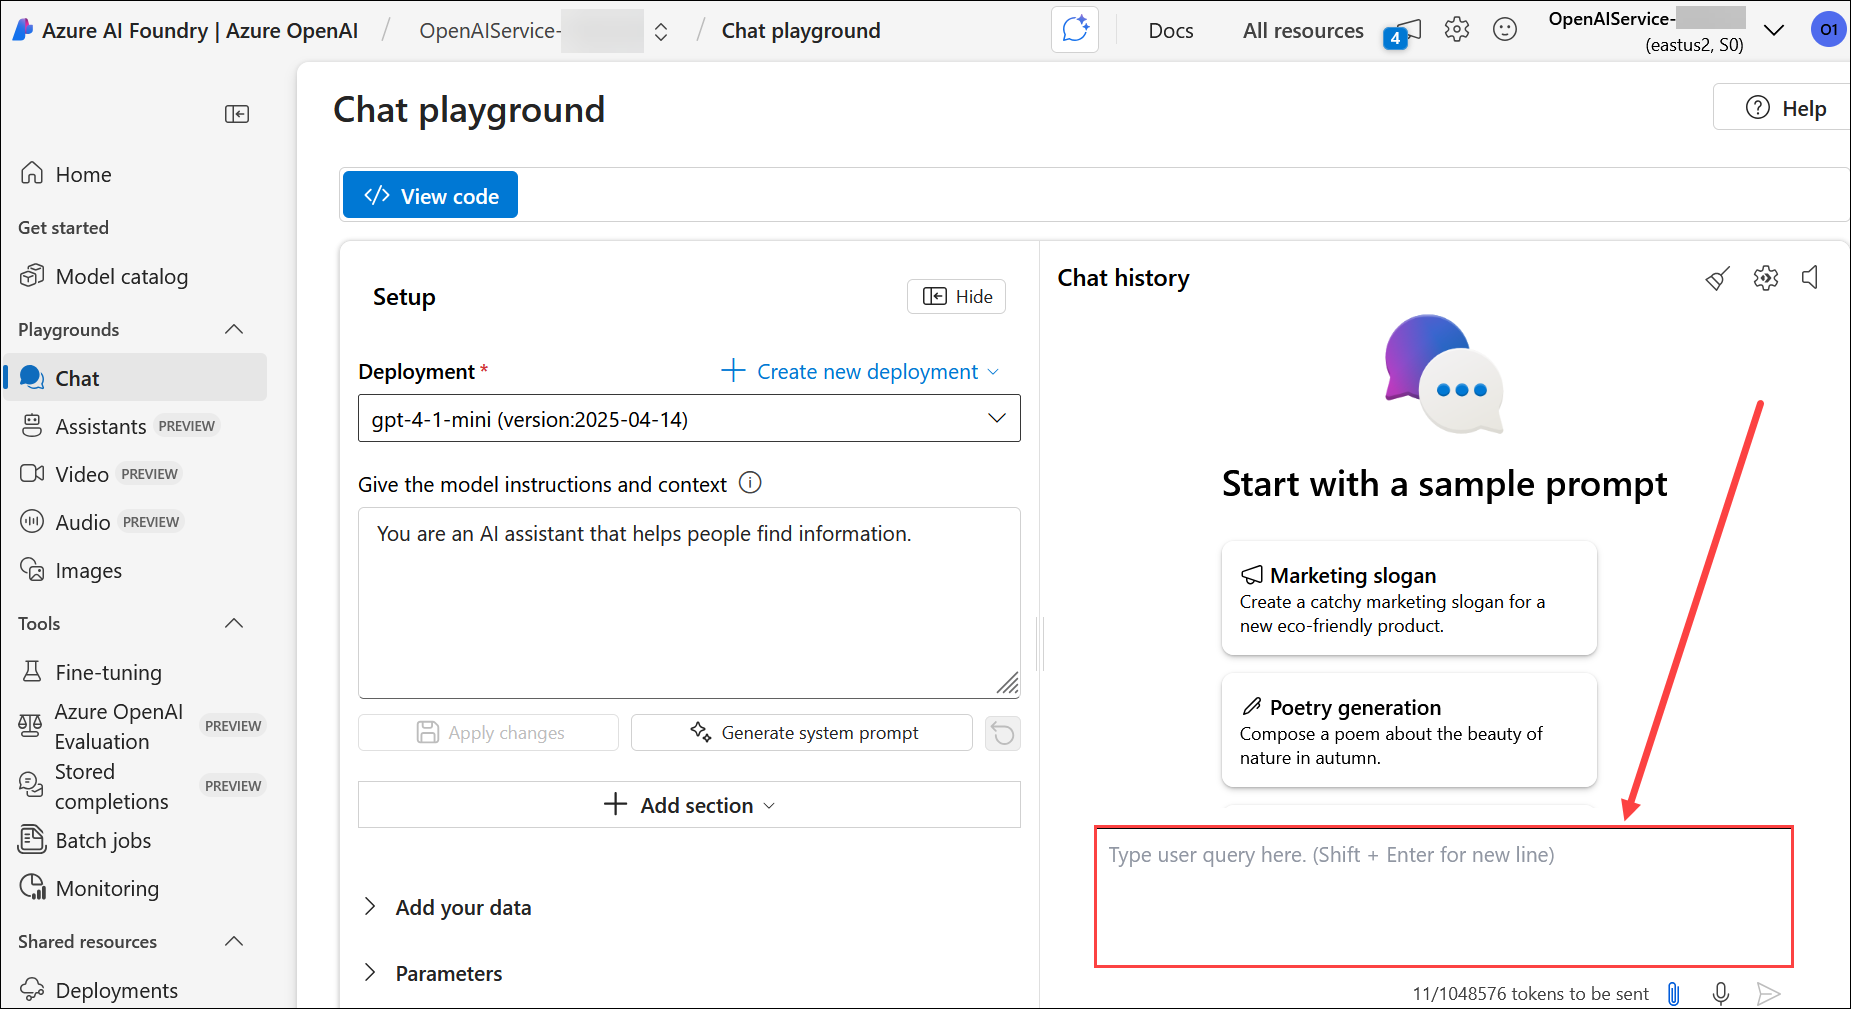 Azure AI Foundry | Azure OpenAI / OpenAIService- / Chat playground
Docs
All resources
4
OpenAIService-
(eastus2, S0)
O1
Home
Get started
Model catalog
Playgrounds
Chat
Assistants PREVIEW
Video PREVIEW
Audio PREVIEW
Images
Tools
Fine-tuning
Azure OpenAI
Evaluation
PREVIEW
Stored
completions
PREVIEW
Batch jobs
Monitoring
Shared resources
Deployments
Chat playground
Help
</> View code
Setup
Hide
Deployment *
Create new deployment
gpt-4-1-mini (version:2025-04-14)
Give the model instructions and context
You are an AI assistant that helps people find information.
Apply changes
Generate system prompt
Add section
Add your data
Parameters
Chat history
Start with a sample prompt
Marketing slogan
Create a catchy marketing slogan for a
new eco-friendly product.
Poetry generation
Compose a poem about the beauty of
nature in autumn.
Type user query here. (Shift + Enter for new line)
11/1048576 tokens to be sent